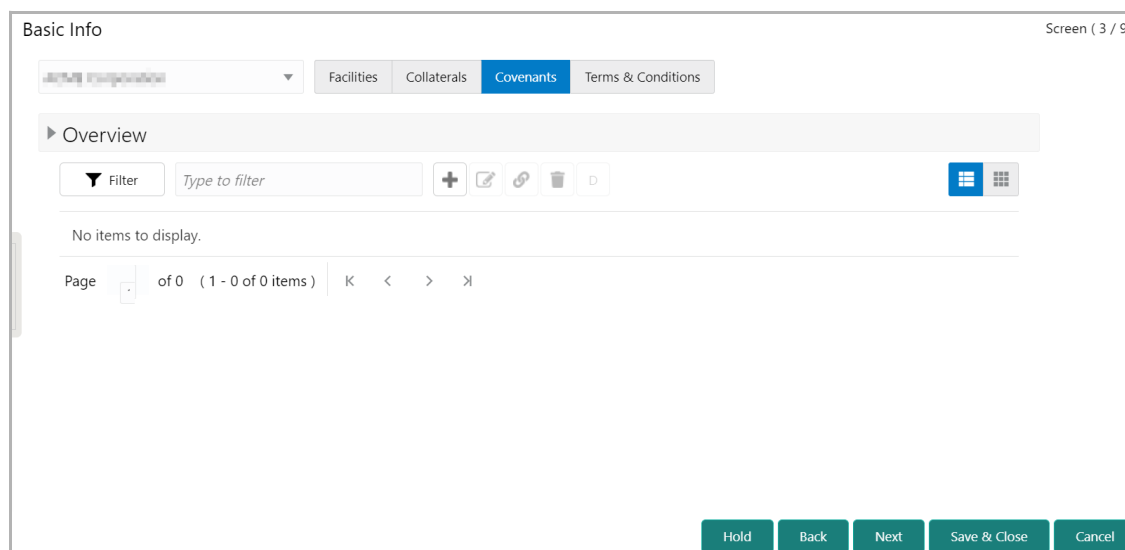 Basic Info
Screen ( 3 / 9
Facilities Collaterals Covenants Terms & Conditions
Overview
Filter Type to filter D
No items to display.
Page of 0 ( 1 - 0 of 0 items )
Hold Back Next Save & Close Cancel